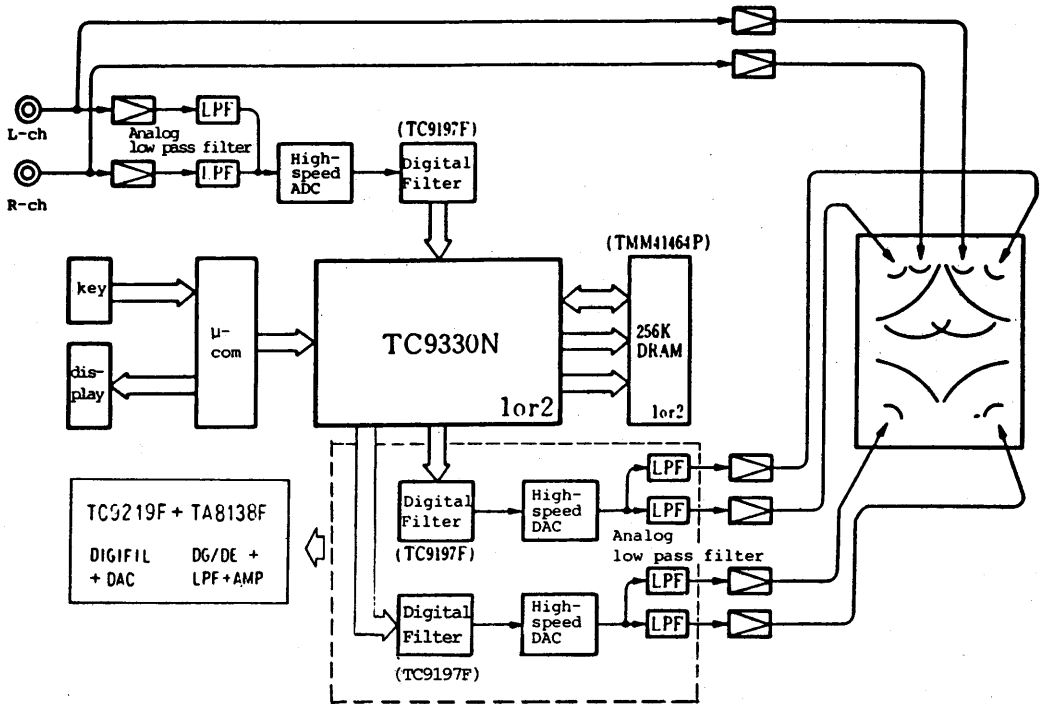 L-ch
R-ch
LPF
Analog
low pass filter
LPF
High-
speed
ADC
(TC9197F)
Digital
Filter
key
dis-
play
μ-
com
TC9330N
1or2
(TMM41464P)
256K
DRAM
1or2
TC9219F + TA8138F
DIGIFIL
+ DAC
DG/DE +
LPF+AMP
Digital
Filter
(TC9197F)
High-
speed
DAC
LPF
LPF
Analog
low pass filter
Digital
Filter
(TC9197F)
High-
speed
DAC
LPF
LPF